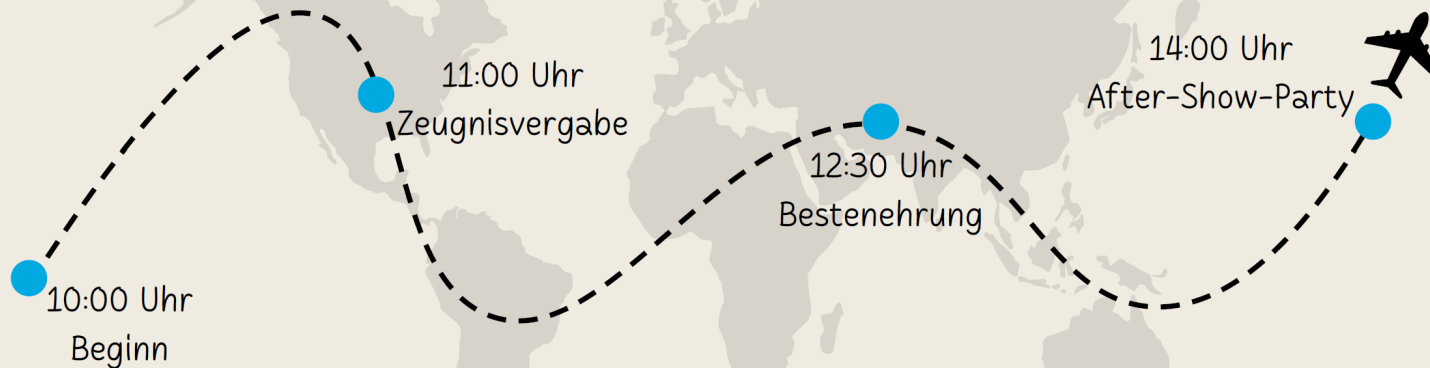 10:00 Uhr
Beginn
11:00 Uhr
Zeugnisvergabe
12:30 Uhr
Bestenehrung
14:00 Uhr
After-Show-Party